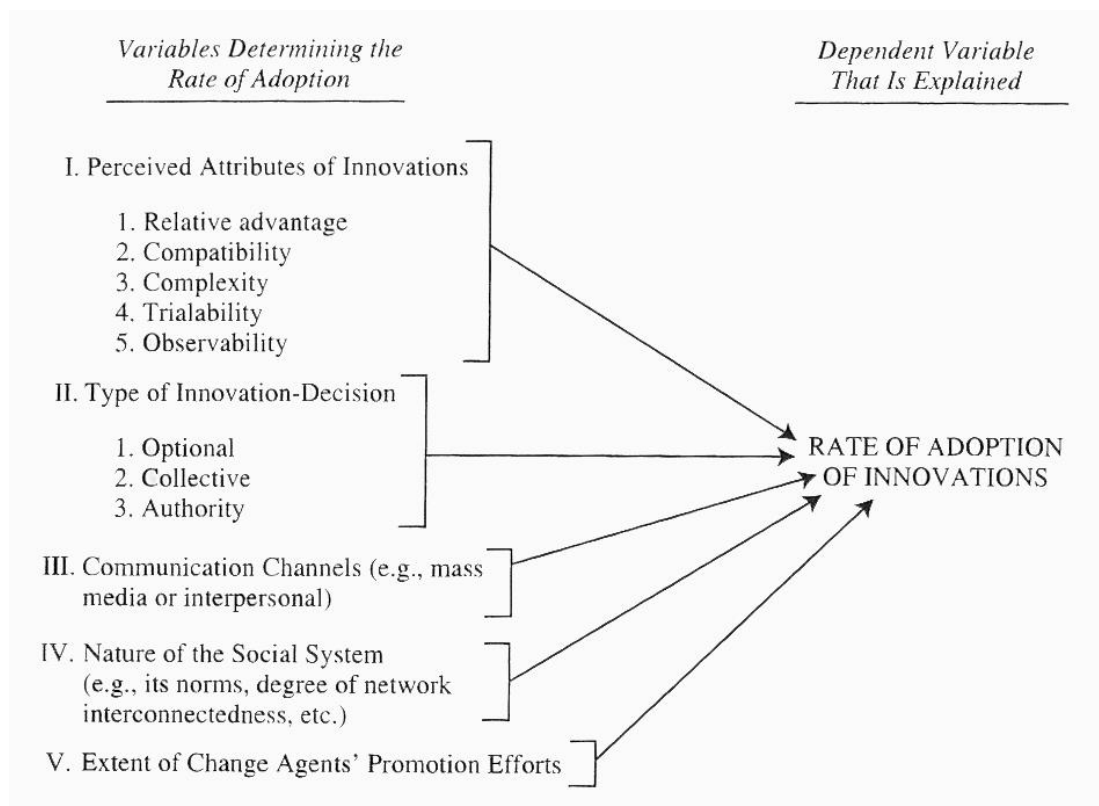 Variables Determining the
Rate of Adoption
Dependent Variable
That Is Explained
I. Perceived Attributes of Innovations
1. Relative advantage
2. Compatibility
3. Complexity
4. Trialability
5. Observability
II. Type of Innovation-Decision
1. Optional
2. Collective
3. Authority
III. Communication Channels (e.g., mass
media or interpersonal)
IV. Nature of the Social System
(e.g., its norms, degree of network
interconnectedness, etc.)
V. Extent of Change Agents' Promotion Efforts
RATE OF ADOPTION
OF INNOVATIONS